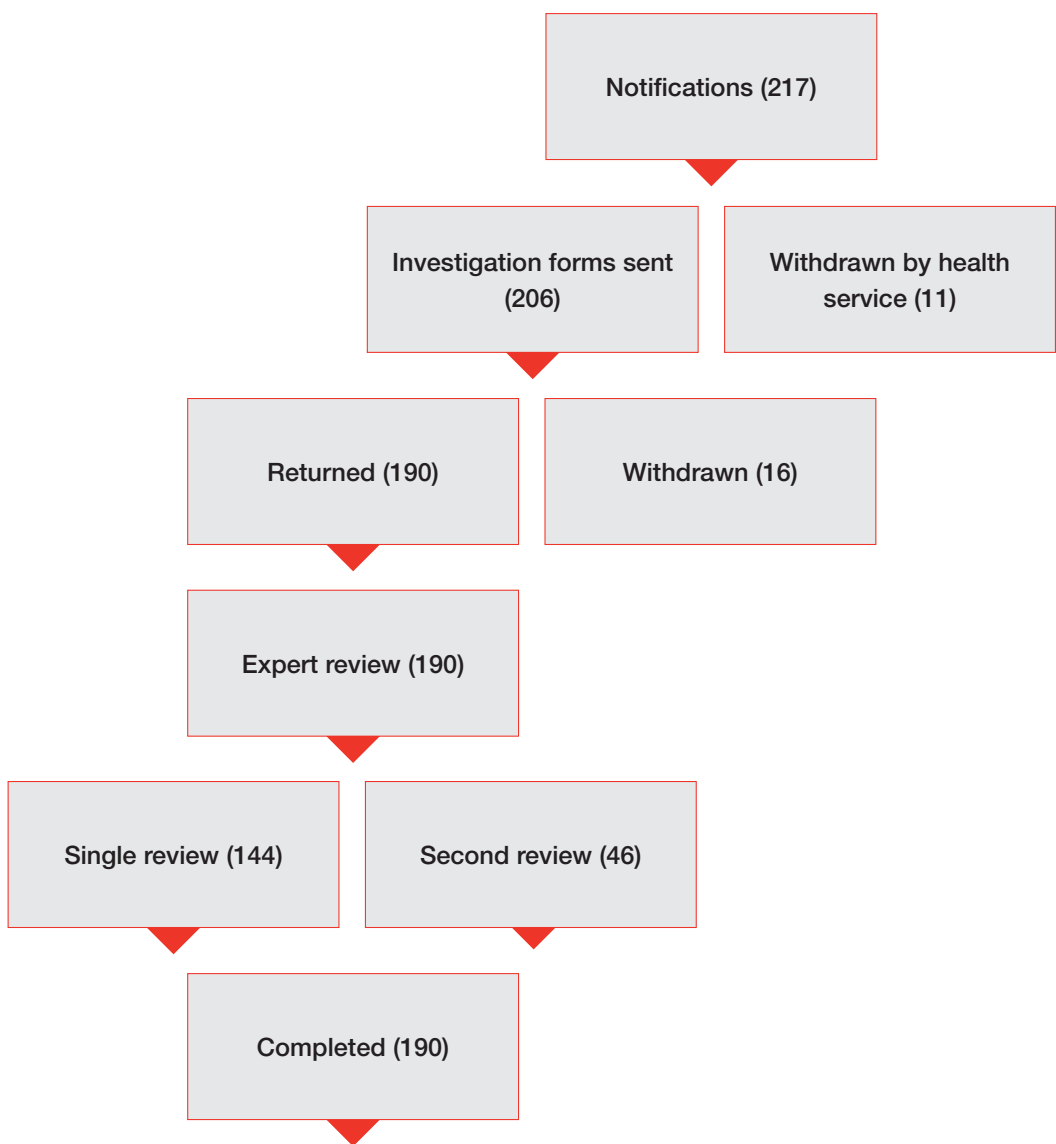 Notifications (217)
Investigation forms sent
(206)
Withdrawn by health
service (11)
Returned (190)
Withdrawn (16)
Expert review (190)
Single review (144)
Second review (46)
Completed (190)